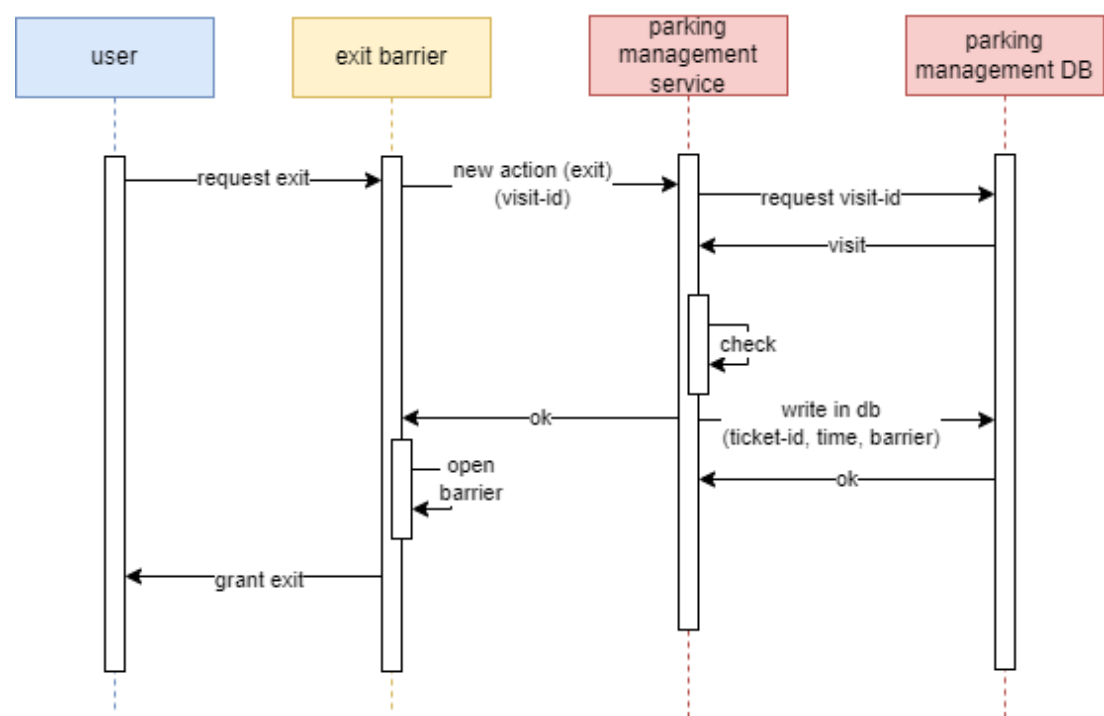 user
exit barrier
parking
management
service
parking
management DB
request exit
new action (exit)
(visit-id)
request visit-id
visit
check
ok
write in db
(ticket-id, time, barrier)
open
barrier
ok
grant exit